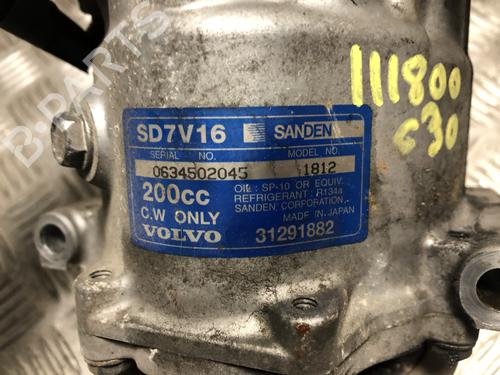 111800
C30
SD7V16 SANDEN
SERIAL NO. MODEL NO.
0634502045 1812
200cc OIL: SP-10 OR EQUIV.
REFRIGERANT: R134a
C.W ONLY SANDEN CORPORATION.
MADE IN JAPAN
VOLVO 31291882
B-PARTS